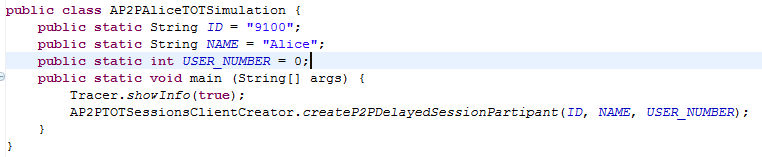 public class AP2PAliceTOTSimulation {
    public static String ID = "9100";
    public static String NAME = "Alice";
    public static int USER_NUMBER = 0;
    public static void main (String[] args) {
        Tracer.showInfo(true);
        AP2PTOTSessionsClientCreator.createP2PDelayedSessionPartipant(ID, NAME, USER_NUMBER);
    }
}